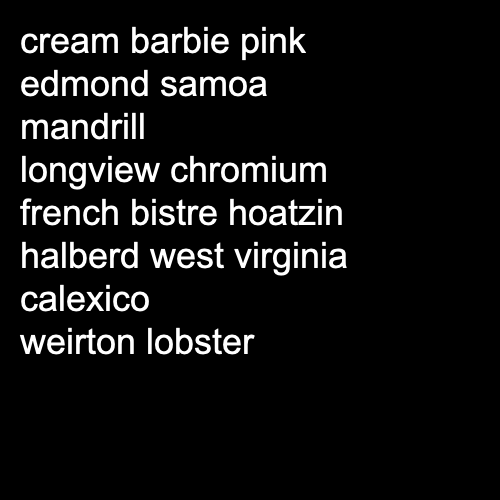 cream barbie pink
edmond samoa
mandrill
longview chromium
french bistre hoatzin
halberd west virginia
calexico
weirton lobster